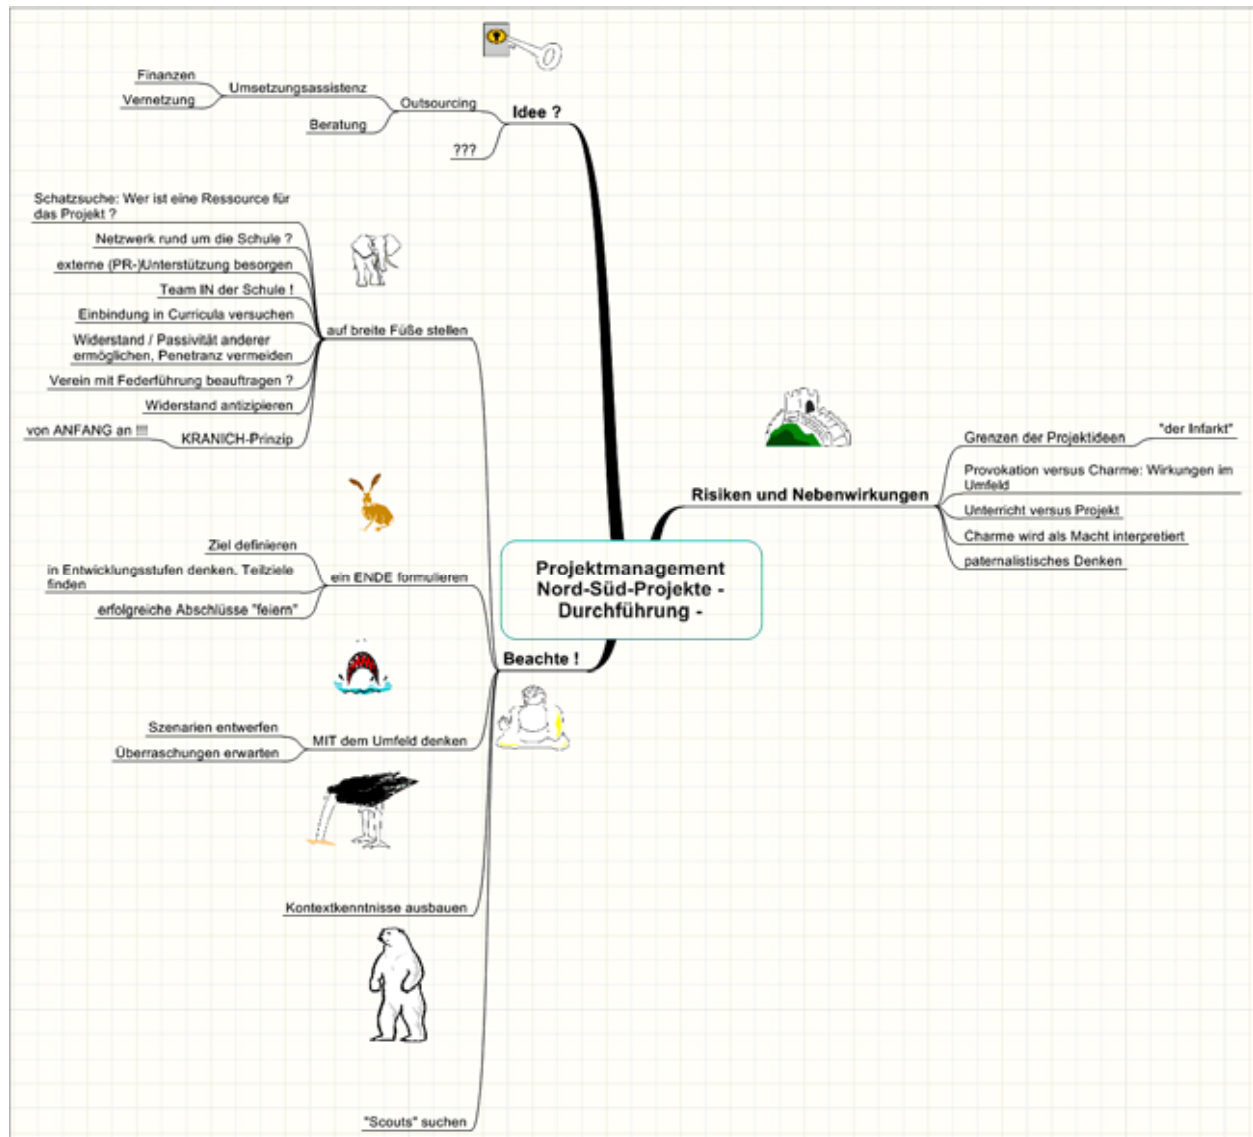 Finanzen
Vernetzung
Umsetzungsassistenz
Beratung
Outsourcing
???
Idee ?
Schatzsuche: Wer ist eine Ressource für
das Projekt ?
Netzwerk rund um die Schule ?
externe (PR-)Unterstützung besorgen
Team IN der Schule !
Einbindung in Curricula versuchen
Widerstand / Passivität anderer
ermöglichen, Penetranz vermeiden
Verein mit Federführung beauftragen ?
Widerstand antizipieren
von ANFANG an !!!
KRANICH-Prinzip
auf breite Füße stellen
Ziel definieren
in Entwicklungsstufen denken. Teilziele
finden
erfolgreiche Abschlüsse "feiern"
ein ENDE formulieren
Szenarien entwerfen
Überraschungen erwarten
MIT dem Umfeld denken
Kontextkenntnisse ausbauen
"Scouts" suchen
Beachte !
Projektmanagement
Nord-Süd-Projekte -
Durchführung -
Risiken und Nebenwirkungen
Grenzen der Projektideen
"der Infarkt"
Provokation versus Charme: Wirkungen im
Umfeld
Unterricht versus Projekt
Charme wird als Macht interpretiert
paternalistisches Denken